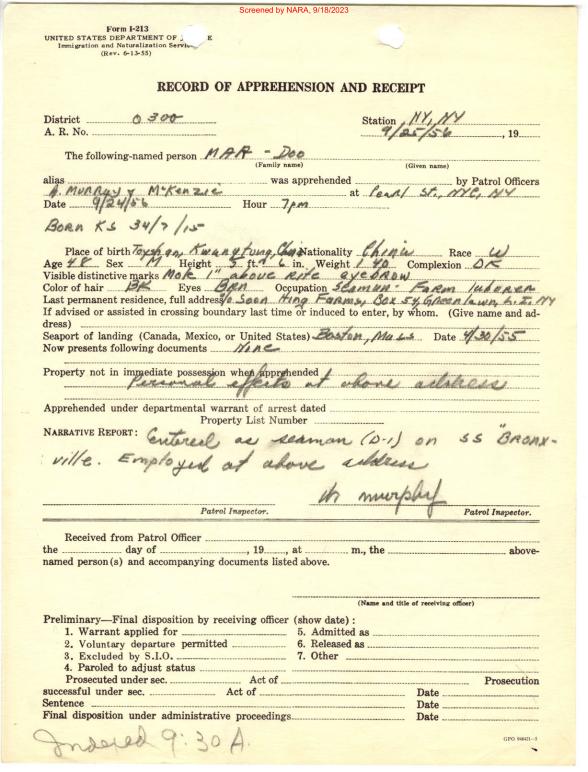 Screened by NARA, 9/18/2023
Form I-213
UNITED STATES DEPARTMENT OF
Immigration and Naturalization
(Rev. 6-13-55)
RECORD OF APPREHENSION AND RECEIPT
District 0300 Station NY, NY
A. R. No. 9/25/56, 19
The following-named person MAR - Doo
(Family name) (Given name)
alias was apprehended by Patrol Officers
Murray & McKenzie at Pearl St., NYC, NY
Date 9/24/56 Hour 7pm
BORN KS 34/7/15
Place of birth Toyshan, Kwangtung, China Nationality China Race W
Age 48 Sex M Height 5 ft. 6 in. Weight 140 Complexion DK
Visible distinctive marks Mole 1" above Rite eyebrow
Color of hair BK Eyes BRN Occupation Seaman - Farm laborer
Last permanent residence, full address Soon Hing Farms, Box 54, Greenlawn, L.I. NY
If advised or assisted in crossing boundary last time or induced to enter, by whom. (Give name and ad-
dress)
Seaport of landing (Canada, Mexico, or United States) Boston, Mass Date 4/30/55
Now presents following documents None
Property not in immediate possession when apprehended
Personal effects at above address
Apprehended under departmental warrant of arrest dated
Property List Number
NARRATIVE REPORT: Entered as seaman (D-1) on SS "Bronx-
ville. Employed at above address
murphy
Patrol Inspector. Patrol Inspector.
Received from Patrol Officer
the day of , 19 , at m., the above-
named person(s) and accompanying documents listed above.
(Name and title of receiving officer)
Preliminary—Final disposition by receiving officer (show date):
1. Warrant applied for 5. Admitted as
2. Voluntary departure permitted 6. Released as
3. Excluded by S.I.O. 7. Other
4. Paroled to adjust status
Prosecuted under sec. Act of Prosecution
successful under sec. Act of Date
Sentence Date
Final disposition under administrative proceedings Date
Indexed 9:30 A.